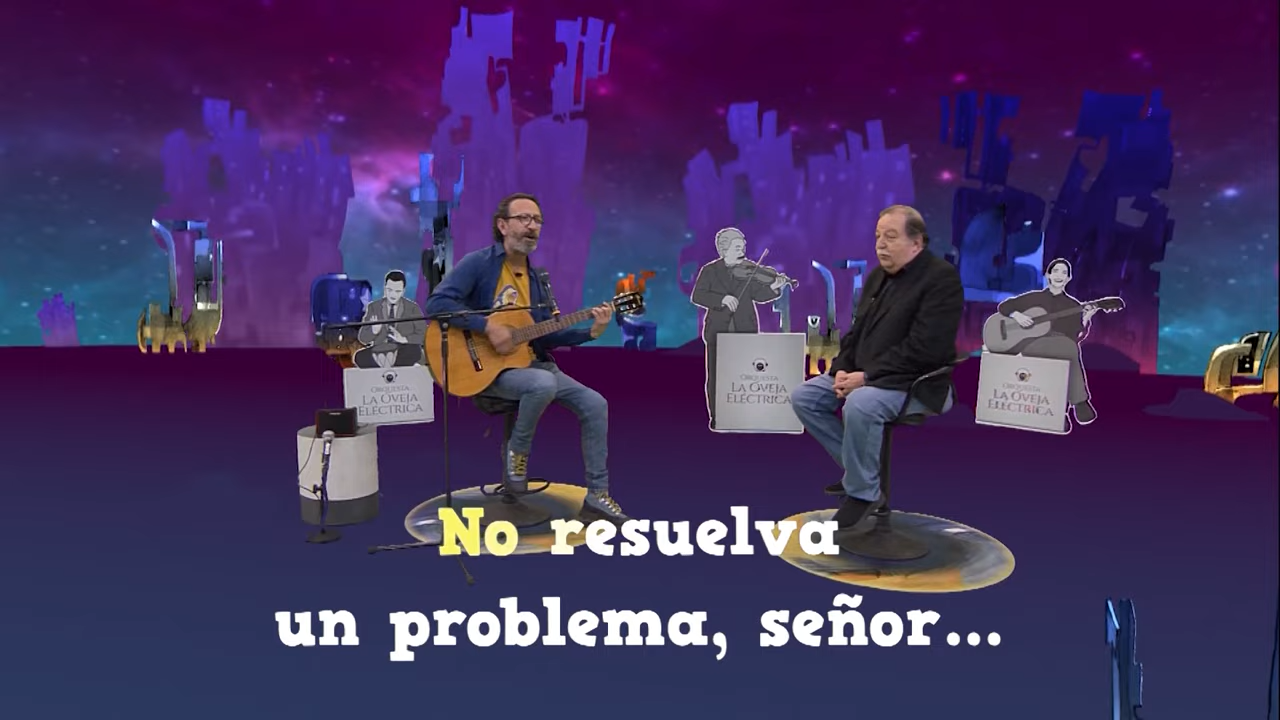 ORQUESTA
LA OVEJA
ELÉCTRICA
ORQUESTA
LA OVEJA
ELÉCTRICA
ORQUESTA
LA OVEJA
ELÉCTRICA
No resuelva
un problema, señor...